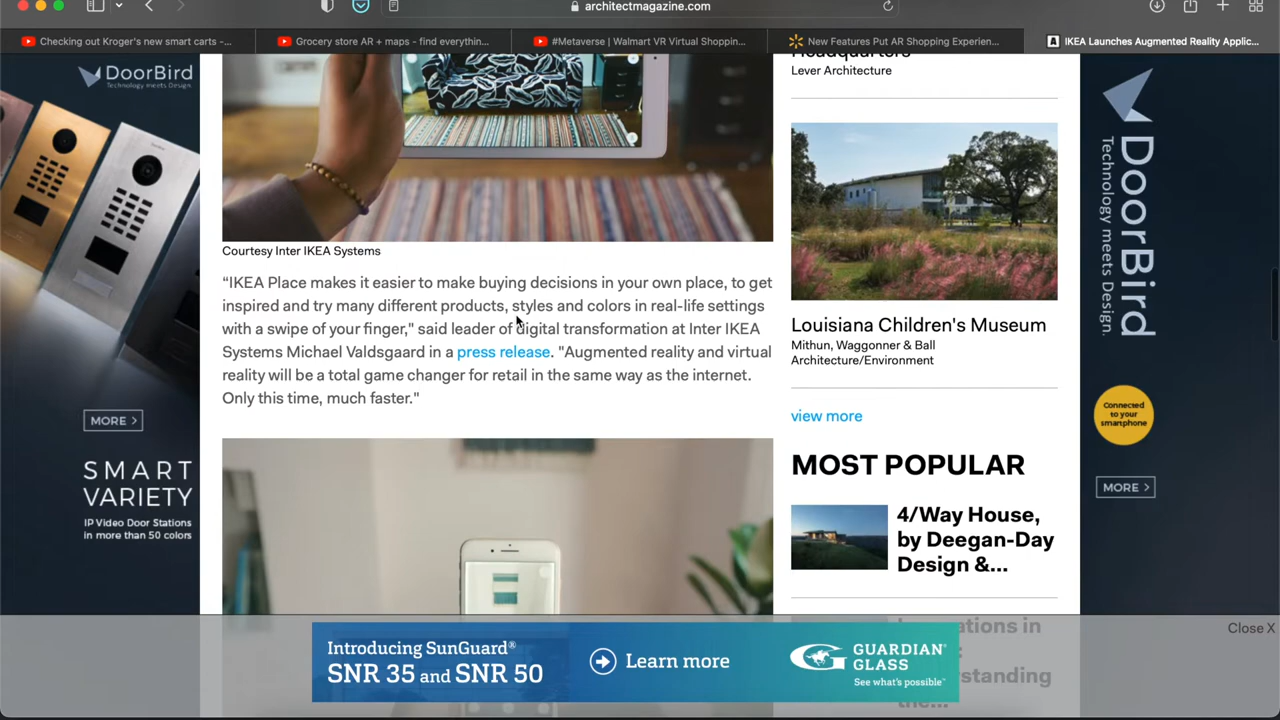 architectmagazine.com
Checking out Kroger's new smart carts -...
Grocery store AR + maps - find everythin...
#Metaverse | Walmart VR Virtual Shoppin...
New Features Put AR Shopping Experien...
A
IKEA Launches Augmented Reality Applic...
DoorBird
Technology meets Design.
MORE >
SMART
VARIETY
IP Video Door Stations
in more than 50 colors
Courtesy Inter IKEA Systems
“IKEA Place makes it easier to make buying decisions in your own place, to get
inspired and try many different products, styles and colors in real-life settings
with a swipe of your finger," said leader of digital transformation at Inter IKEA
Systems Michael Valdsgaard in a press release. "Augmented reality and virtual
reality will be a total game changer for retail in the same way as the internet.
Only this time, much faster."
Headquarters
Lever Architecture
Louisiana Children's Museum
Mithun, Waggonner & Ball
Architecture/Environment
view more
MOST POPULAR
4/Way House,
by Deegan-Day
Design &...
DoorBird
Technology meets Design.
Connected
to your
smartphone
MORE >
Close X
Introducing SunGuard®
SNR 35 and SNR 50
Learn more
GUARDIAN
GLASS
See what's possible™